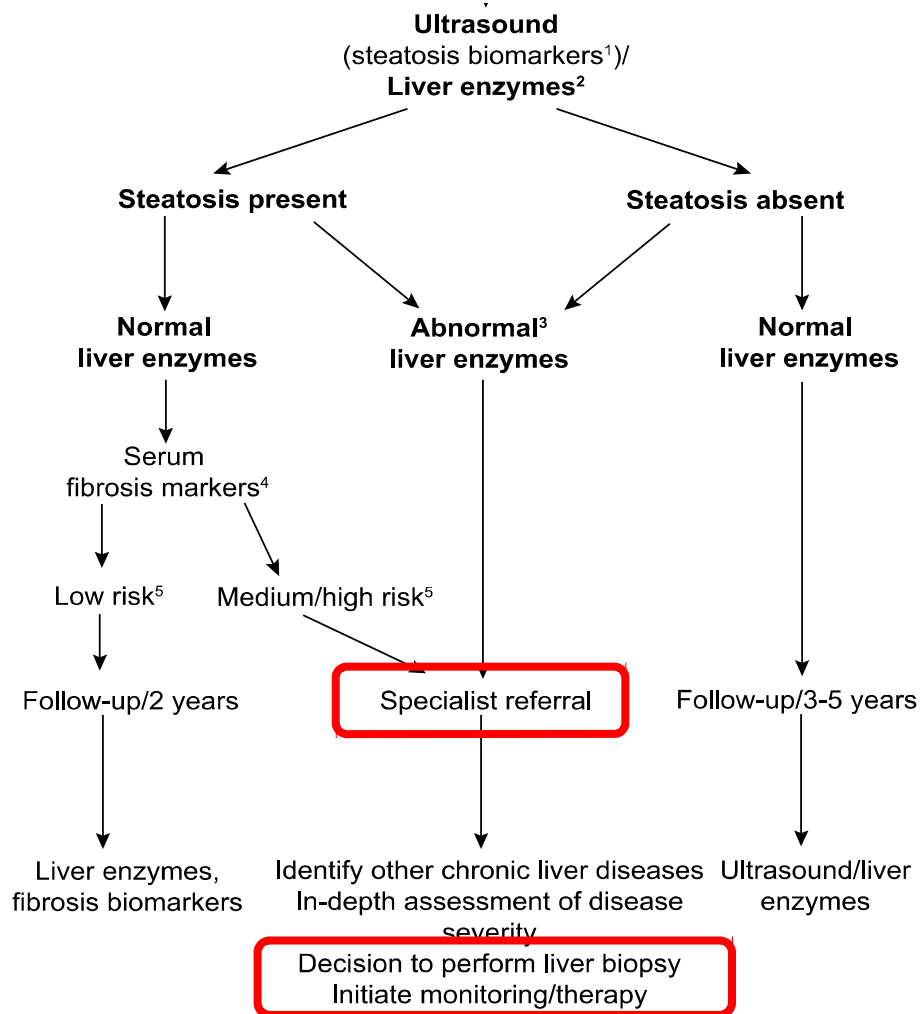 Ultrasound
(steatosis biomarkers¹)/
Liver enzymes²
Steatosis present
Steatosis absent
Normal
liver enzymes
Abnormal³
liver enzymes
Normal
liver enzymes
Serum
fibrosis markers⁴
Low risk⁵
Medium/high risk⁵
Follow-up/2 years
Specialist referral
Follow-up/3-5 years
Liver enzymes,
fibrosis biomarkers
Identify other chronic liver diseases
In-depth assessment of disease
severity
Decision to perform liver biopsy
Initiate monitoring/therapy
Ultrasound/liver
enzymes